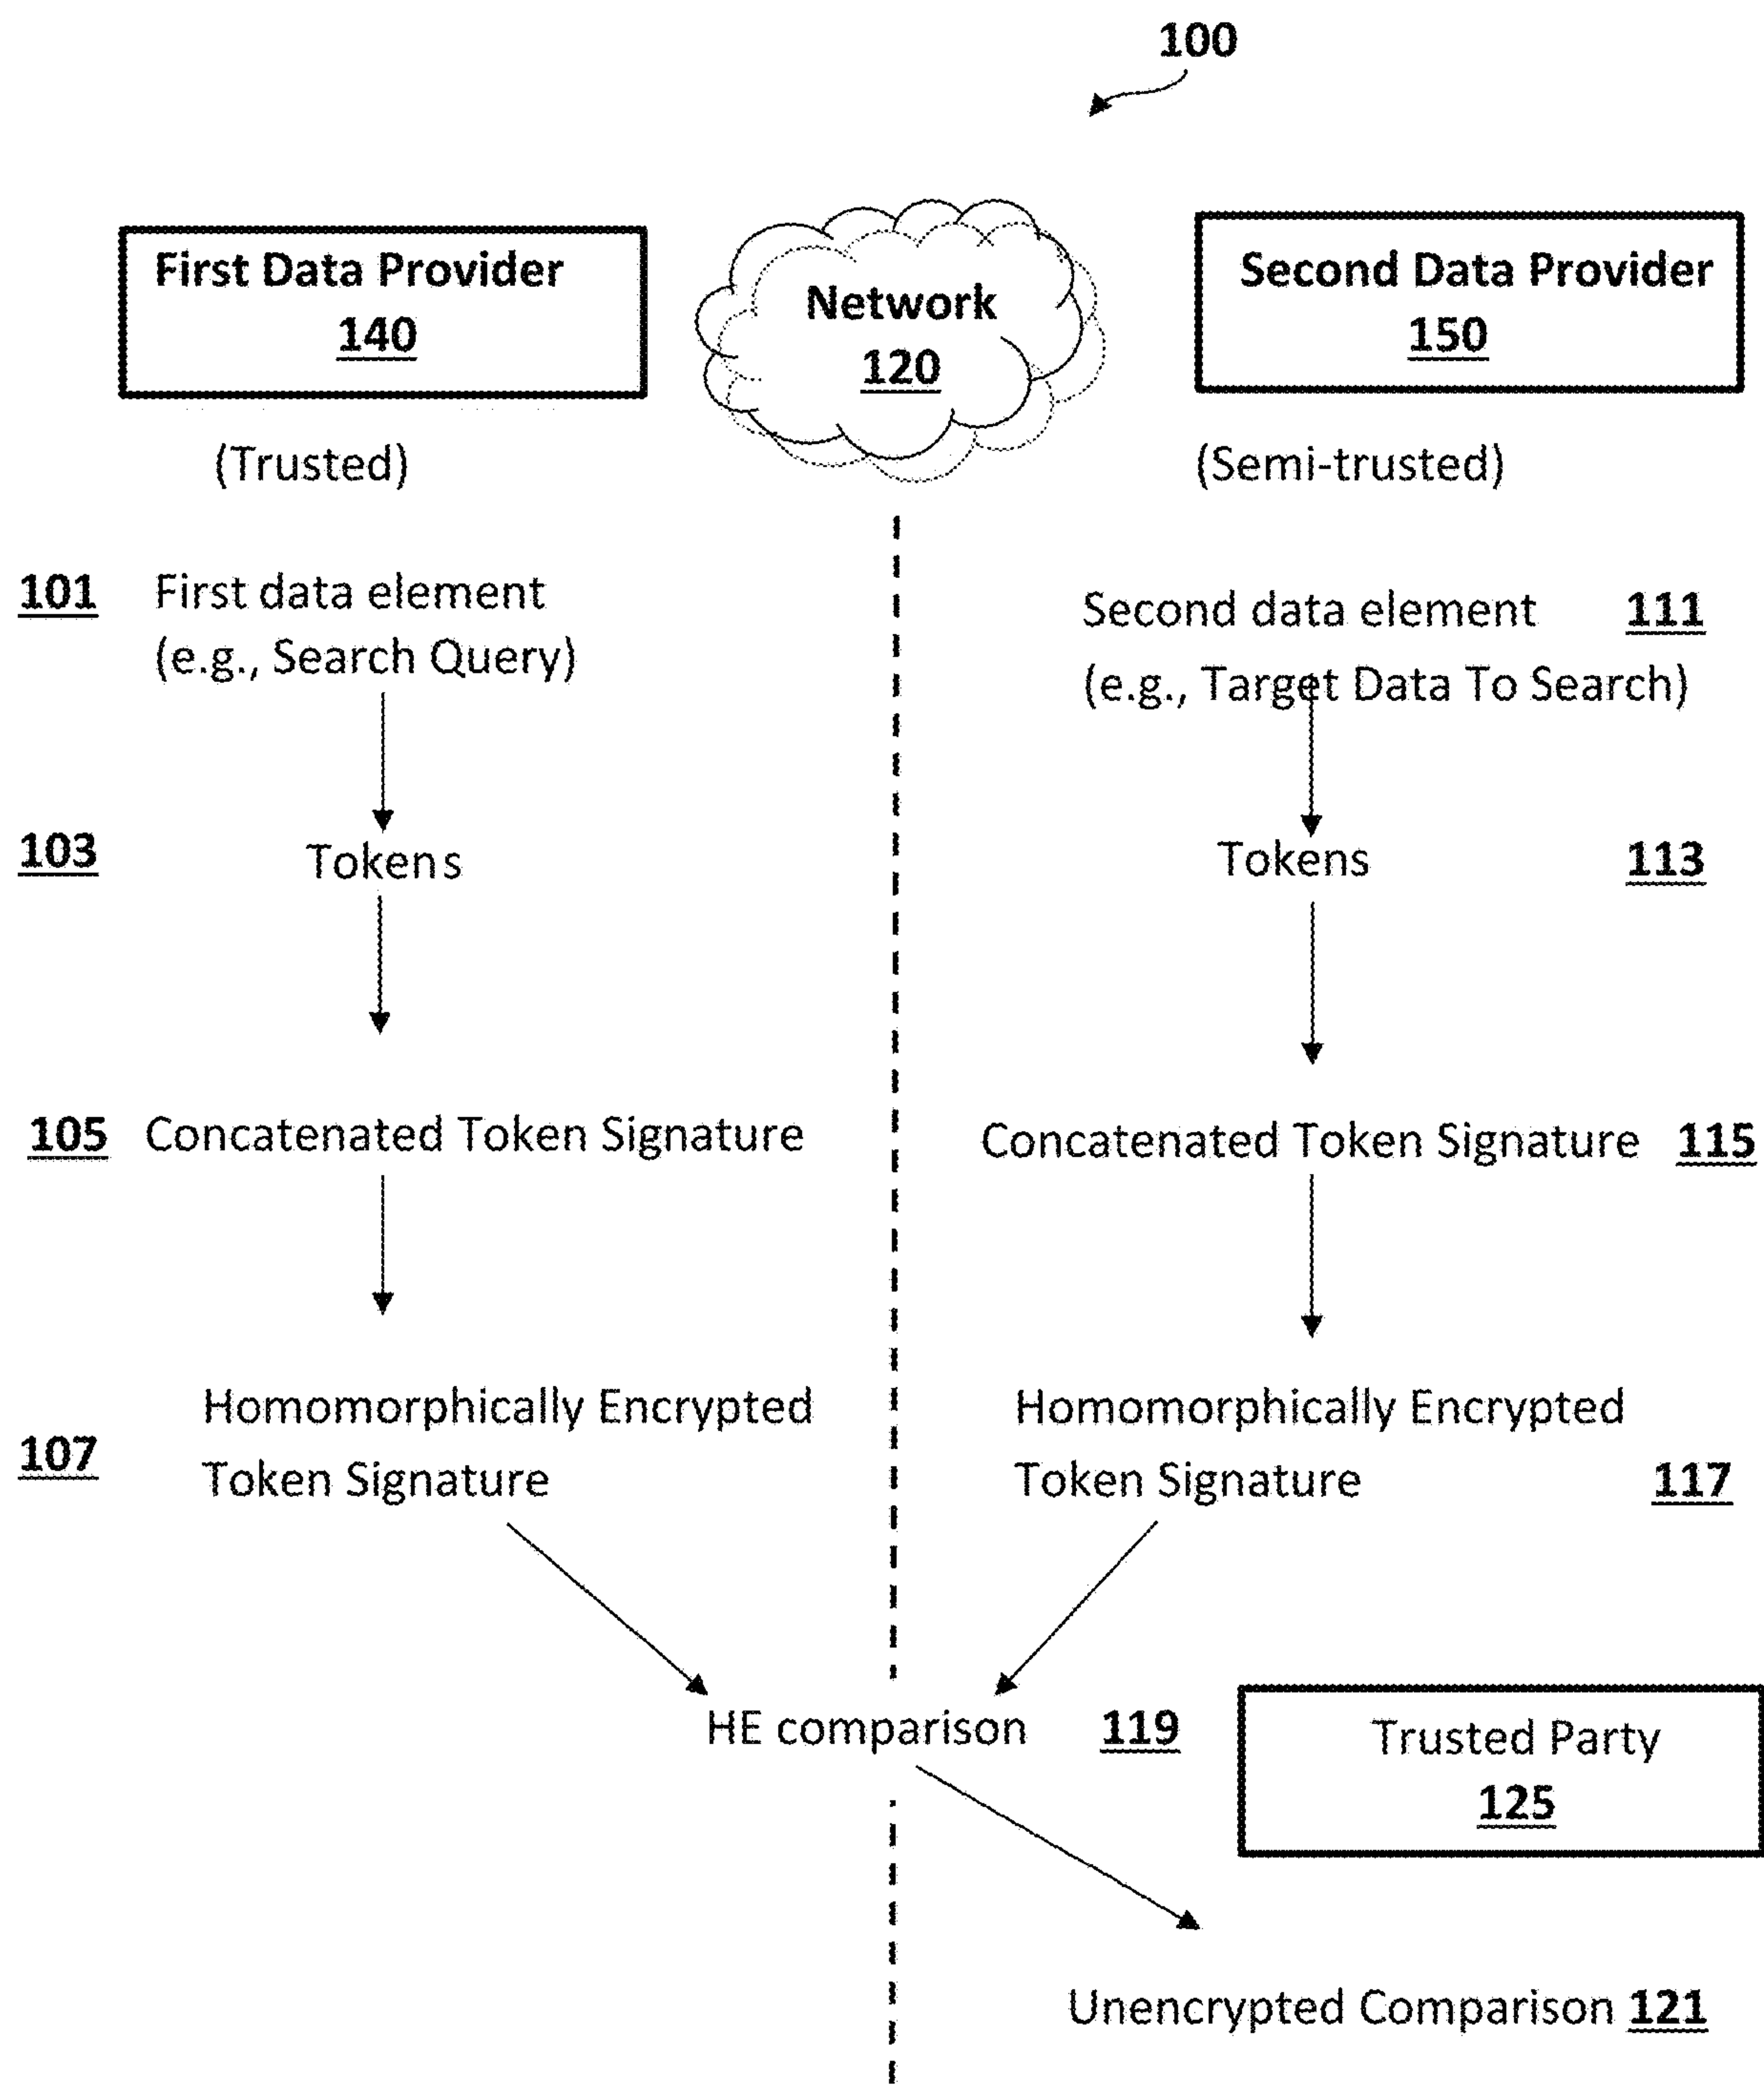 100
First Data Provider
140
(Trusted)
Network
120
Second Data Provider
150
(Semi-trusted)
101 First data element
(e.g., Search Query)
Second data element 111
(e.g., Target Data To Search)
103 Tokens
Tokens 113
105 Concatenated Token Signature
Concatenated Token Signature 115
107 Homomorphically Encrypted
Token Signature
Homomorphically Encrypted
Token Signature 117
HE comparison 119
Trusted Party
125
Unencrypted Comparison 121